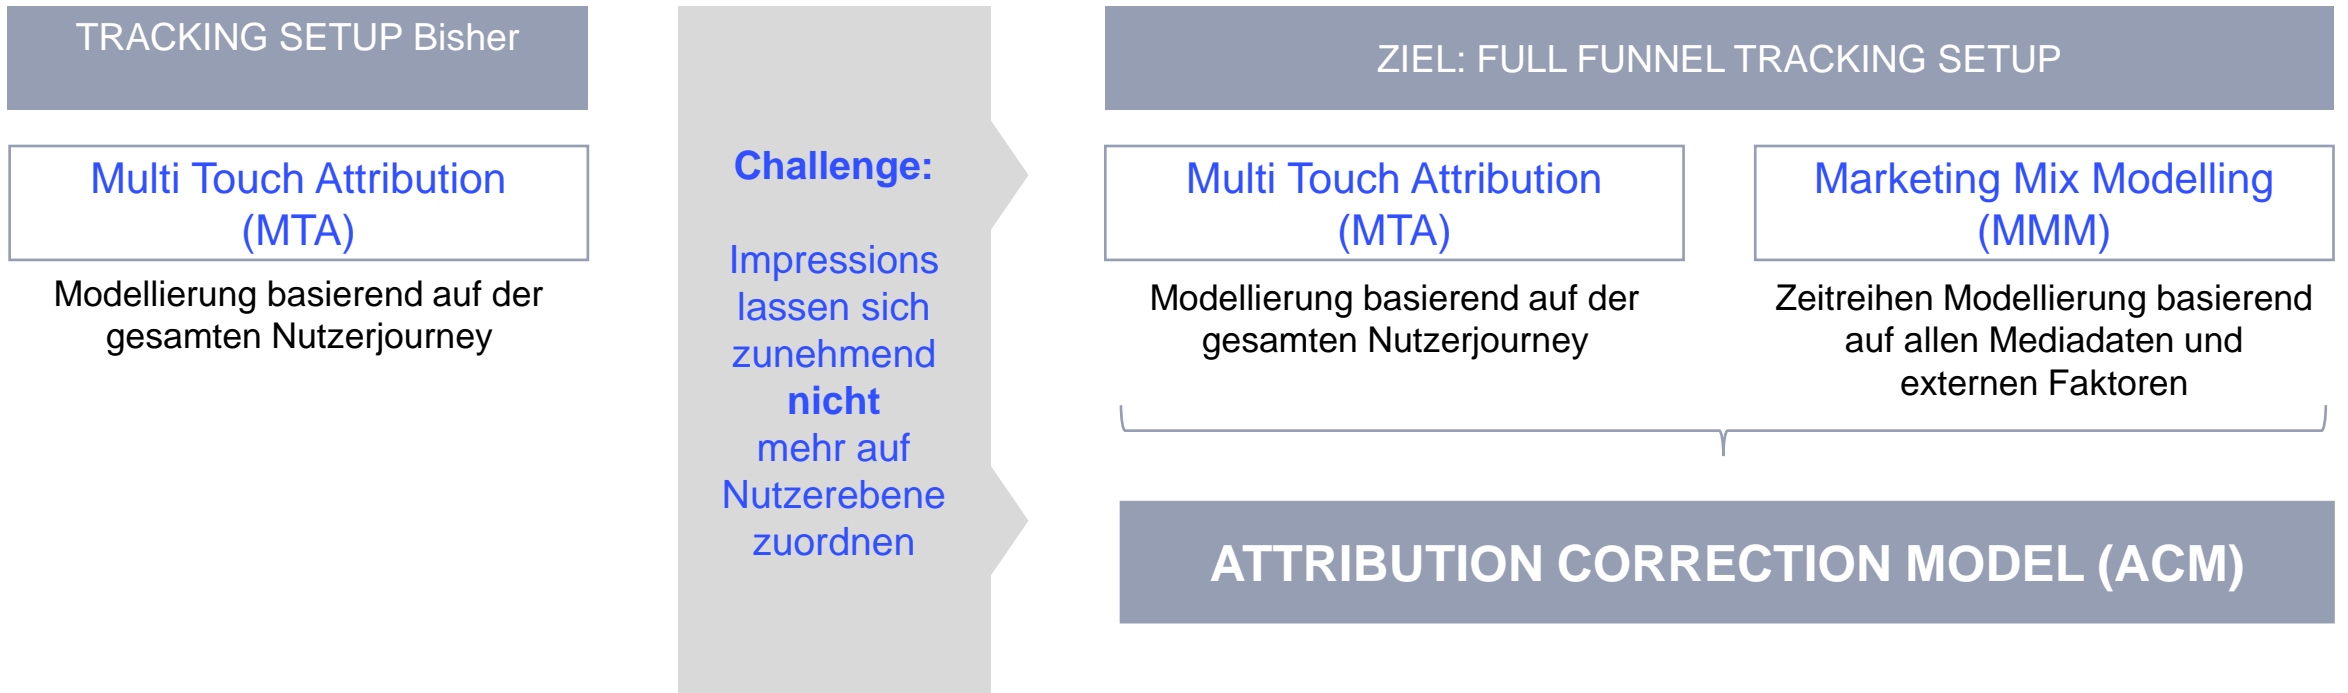 TRACKING SETUP Bisher
Multi Touch Attribution
(MTA)
Modellierung basierend auf der
gesamten Nutzerjourney
Challenge:
Impressions
lassen sich
zunehmend
nicht
mehr auf
Nutzerebene
zuordnen
ZIEL: FULL FUNNEL TRACKING SETUP
Multi Touch Attribution
(MTA)
Modellierung basierend auf der
gesamten Nutzerjourney
Marketing Mix Modelling
(MMM)
Zeitreihen Modellierung basierend
auf allen Mediadaten und
externen Faktoren
ATTRIBUTION CORRECTION MODEL (ACM)